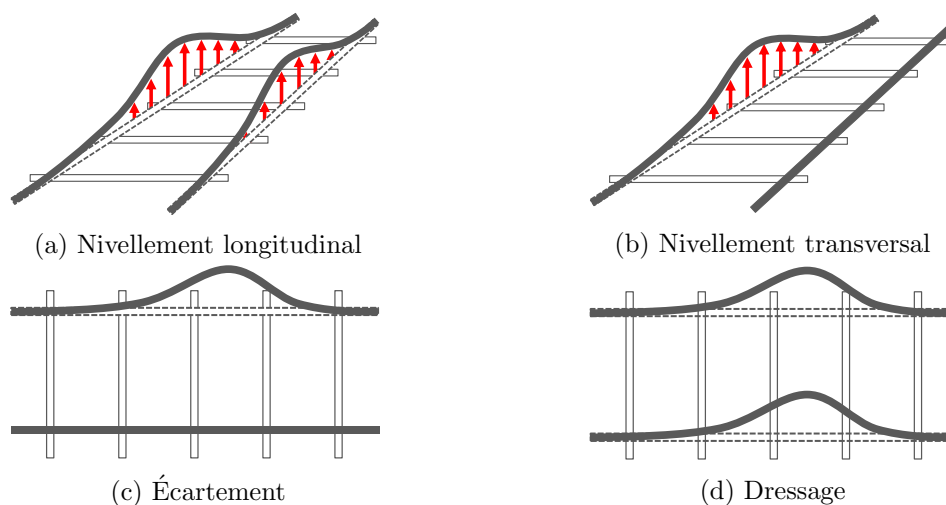 (a) Nivellement longitudinal
(b) Nivellement transversal
(c) Écartement
(d) Dressage